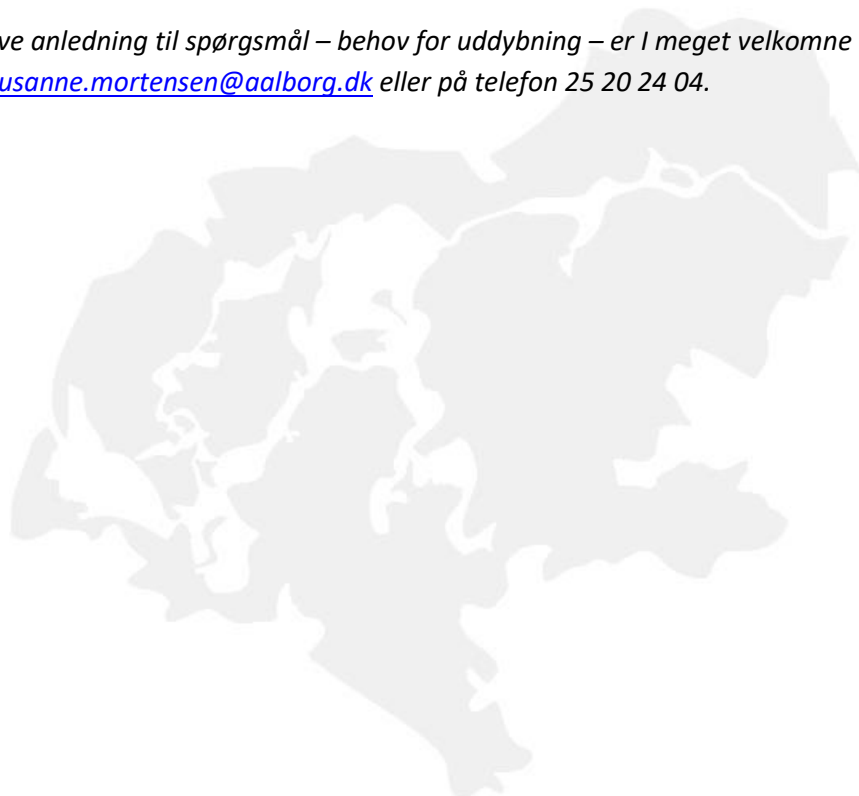 ve anledning til spørgsmål – behov for uddybning – er I meget velkomne
usanne.mortensen@aalborg.dk eller på telefon 25 20 24 04.